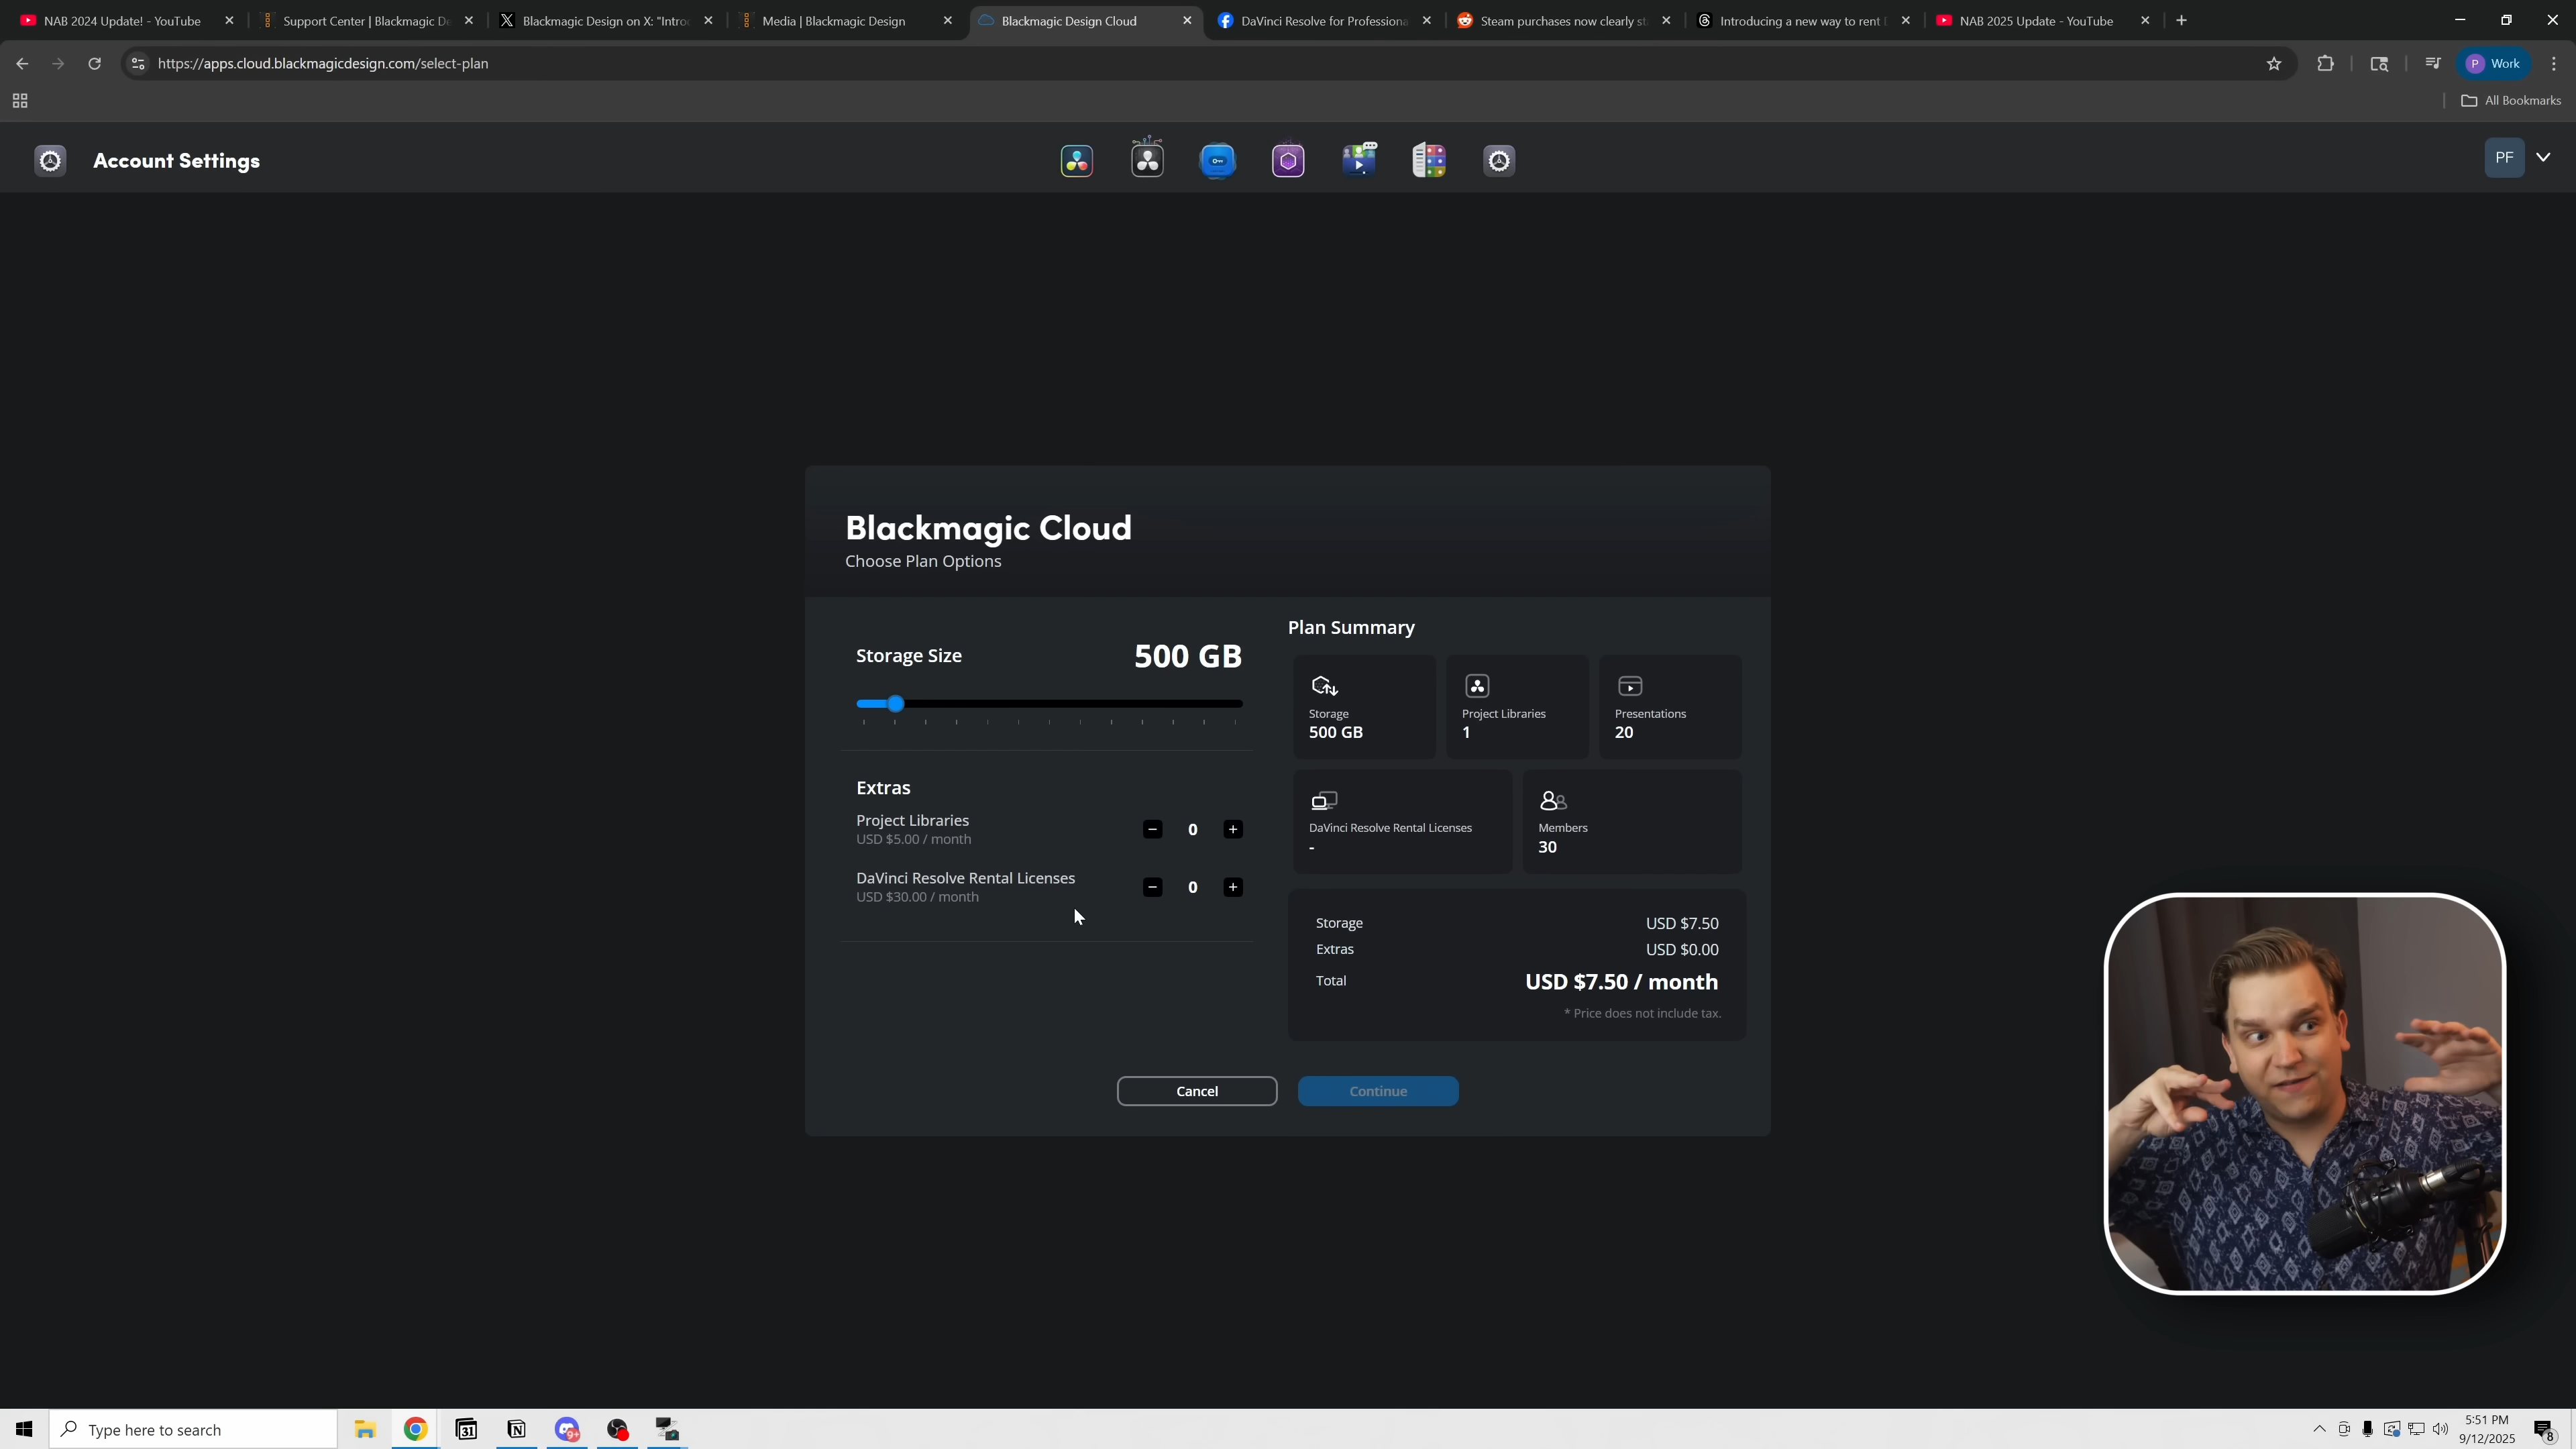 NAB 2024 Update! - YouTube
Support Center | Blackmagic De
Blackmagic Design on X: "Introd
Media | Blackmagic Design
Blackmagic Design Cloud
DaVinci Resolve for Professiona
Steam purchases now clearly st
Introducing a new way to rent
NAB 2025 Update - YouTube
https://apps.cloud.blackmagicdesign.com/select-plan
P
Work
All Bookmarks
Account Settings
PF
Blackmagic Cloud
Choose Plan Options
Storage Size
500 GB
Extras
Project Libraries
USD $5.00 / month
0
DaVinci Resolve Rental Licenses
USD $30.00 / month
0
Plan Summary
Storage
500 GB
Project Libraries
1
Presentations
20
DaVinci Resolve Rental Licenses
-
Members
30
Storage
USD $7.50
Extras
USD $0.00
Total
USD $7.50 / month
* Price does not include tax.
Cancel
Continue
Type here to search
31
9+
5:51 PM
9/12/2025
8